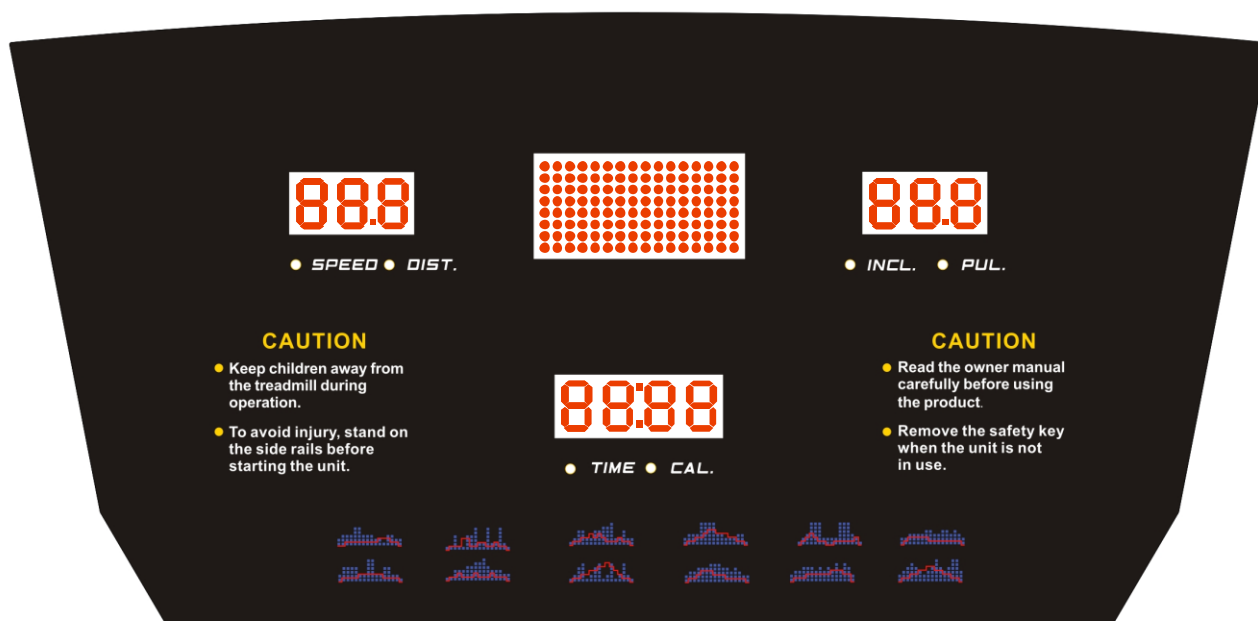 88.8
88.8
SPEED DIST.
INCL. PUL.
CAUTION
Keep children away from
the treadmill during
operation.
To avoid injury, stand on
the side rails before
starting the unit.
88:88
TIME CAL.
CAUTION
Read the owner manual
carefully before using
the product.
Remove the safety key
when the unit is not
in use.